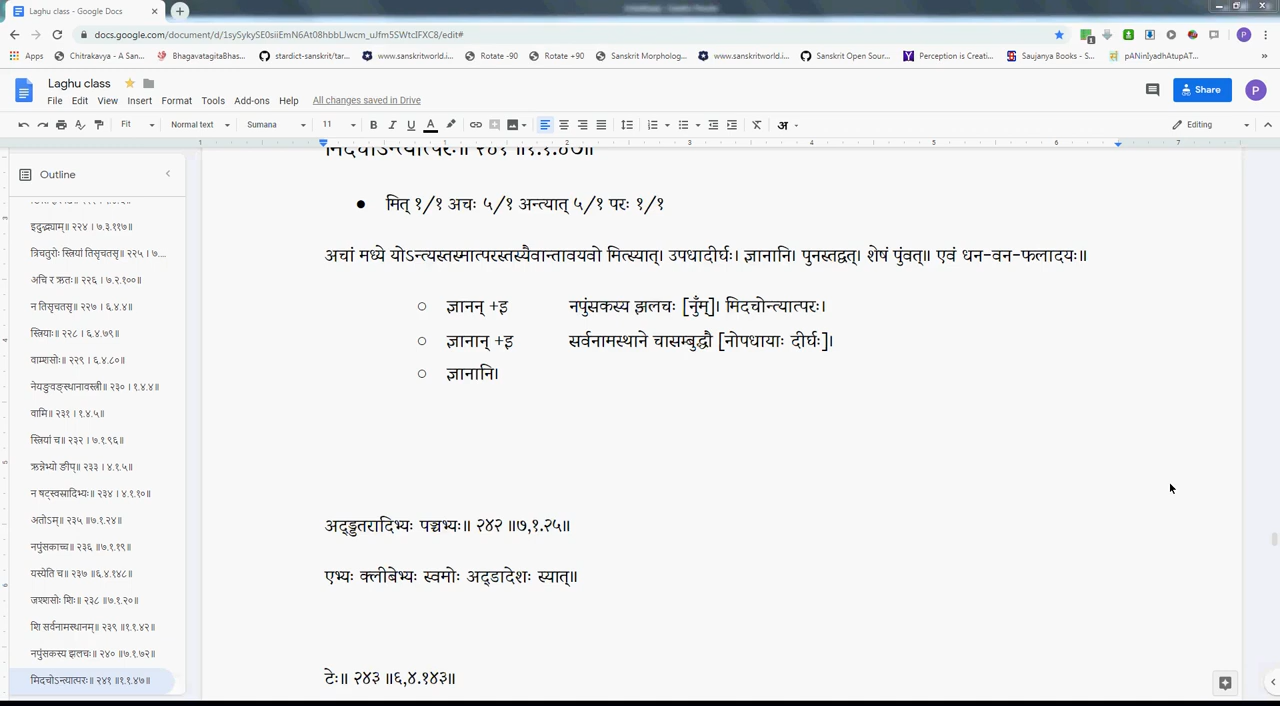 Laghu class - Google Docs
docs.google.com/document/d/1sySykySE0siiEmN6At08hbbLJwcm_uJfm5SWtclFXC8/edit#
Apps Chitrakavya - A San... BhagavatagitaBhas... stardict-sanskrit/tar... www.sanskritworld.i... Rotate -90 Rotate +90 Sanskrit Morpholog... www.sanskritworld.i... Sanskrit Open Sour... Perception is Creati... Saujanya Books - S... pANinIyadhAtupAT...
Laghu class
File Edit View Insert Format Tools Add-ons Help All changes saved in Drive
Share
P
Fit Normal text Sumana 11 B I U A अ Editing
Outline
इदुद्भ्याम्॥ २२४ । ७.३.११७॥
त्रिचतुरोः स्त्रियां तिसृचतसृ॥ २२५ । ७....
अचि र ऋतः॥ २२६ । ७.२.१००॥
न तिसृचतसृ॥ २२७ । ६.४.४॥
स्त्रियाः॥ २२८ । ६.४.७९॥
वाम्शसोः॥ २२९ । ६.४.८०॥
नेयङुवङ्स्थानावस्त्री॥ २३० । १.४.४॥
वामि॥ २३१ । १.४.५॥
स्त्रियां च॥ २३२ । ७.१.९६॥
ऋन्नेभ्यो ङीप्॥ २३३ । ४.१.५॥
न षट्स्वस्रादिभ्यः॥ २३४ । ४.१.१०॥
अतोऽम्॥ २३५ ॥७.१.२४॥
नपुंसकाच्च॥ २३६ ॥७.१.१९॥
यस्येति च॥ २३७ ॥६.४.१४८॥
जश्शसोः शिः॥ २३८ ॥७.१.२०॥
शि सर्वनामस्थानम्॥ २३९ ॥१.१.४२॥
नपुंसकस्य झलचः॥ २४० ॥७.१.७२॥
मिदचोऽन्त्यात्परः॥ २४१ ॥१.१.४७॥
मिदचोऽन्त्यात्परः॥ २४१ ॥१.१.४७॥
● मित् १/१ अचः ५/१ अन्त्यात् ५/१ परः १/१
अचां मध्ये योऽन्त्यस्तस्मात्परस्तस्यैवान्तावयवो मित्स्यात्। उपधादीर्घः। ज्ञानानि। पुनस्तद्वत्। शेषं पुंवत्॥ एवं धन-वन-फलादयः॥
○ ज्ञानन् +इ नपुंसकस्य झलचः [नुँम्]। मिदचोन्त्यात्परः।
○ ज्ञानान् +इ सर्वनामस्थाने चासम्बुद्धौ [नोपधायाः दीर्घः]।
○ ज्ञानानि।
अद्ड्डतरादिभ्यः पञ्चभ्यः॥ २४२ ॥७,१.२५॥
एभ्यः क्लीबेभ्यः स्वमोः अद्डादेशः स्यात्॥
टेः॥ २४३ ॥६,४.१४३॥